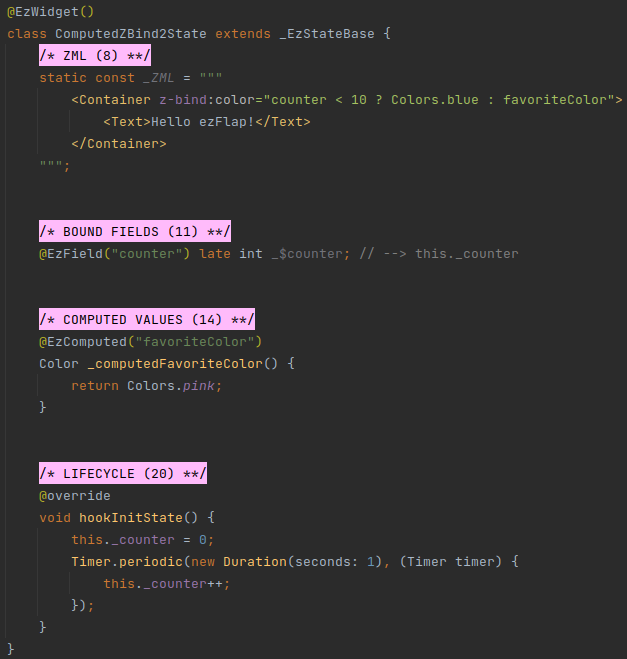 @EzWidget()
class ComputedZBind2State extends _EzStateBase {
    /* ZML (8) **/
    static const _ZML = """
        <Container z-bind:color="counter < 10 ? Colors.blue : favoriteColor">
            <Text>Hello ezFlap!</Text>
        </Container>
    """;
    /* BOUND FIELDS (11) **/
    @EzField("counter") late int _$counter; // --> this._counter
    /* COMPUTED VALUES (14) **/
    @EzComputed("favoriteColor")
    Color _computedFavoriteColor() {
        return Colors.pink;
    }
    /* LIFECYCLE (20) **/
    @override
    void hookInitState() {
        this._counter = 0;
        Timer.periodic(new Duration(seconds: 1), (Timer timer) {
            this._counter++;
        });
    }
}